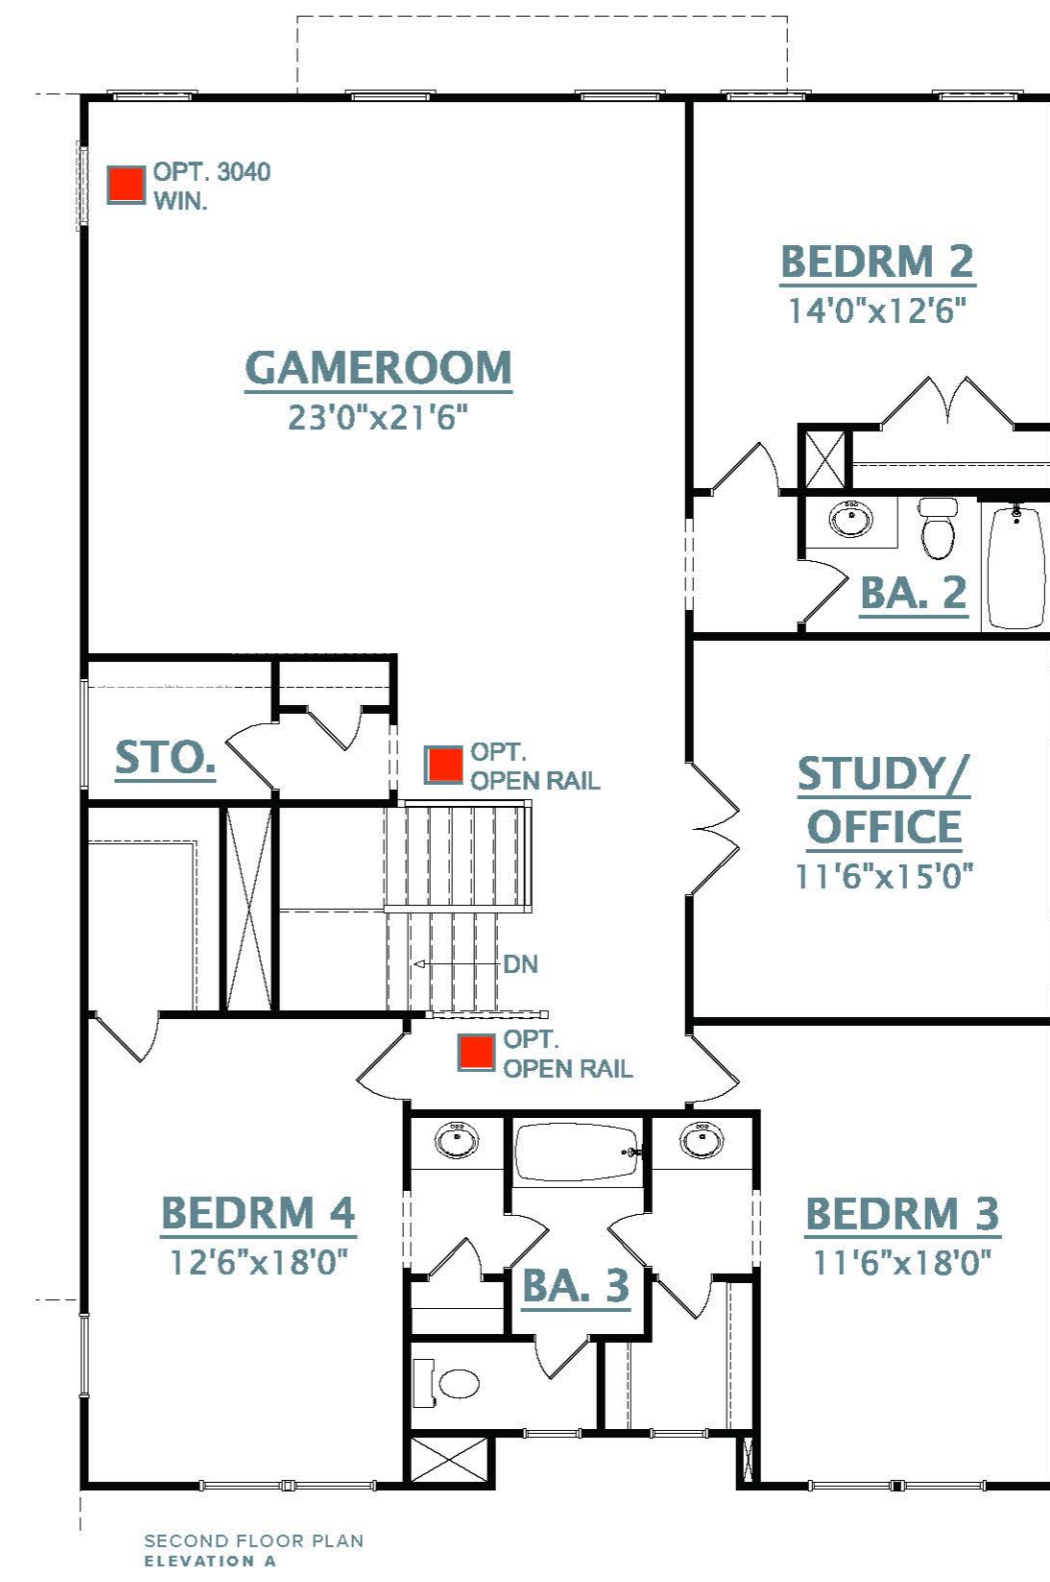 OPT. 3040
WIN.
BEDRM 2
14'0"x12'6"
GAMEROOM
23'0"x21'6"
BA. 2
STO.
OPT.
OPEN RAIL
STUDY/
OFFICE
11'6"x15'0"
DN
OPT.
OPEN RAIL
BEDRM 4
12'6"x18'0"
BEDRM 3
11'6"x18'0"
BA. 3
SECOND FLOOR PLAN
ELEVATION A